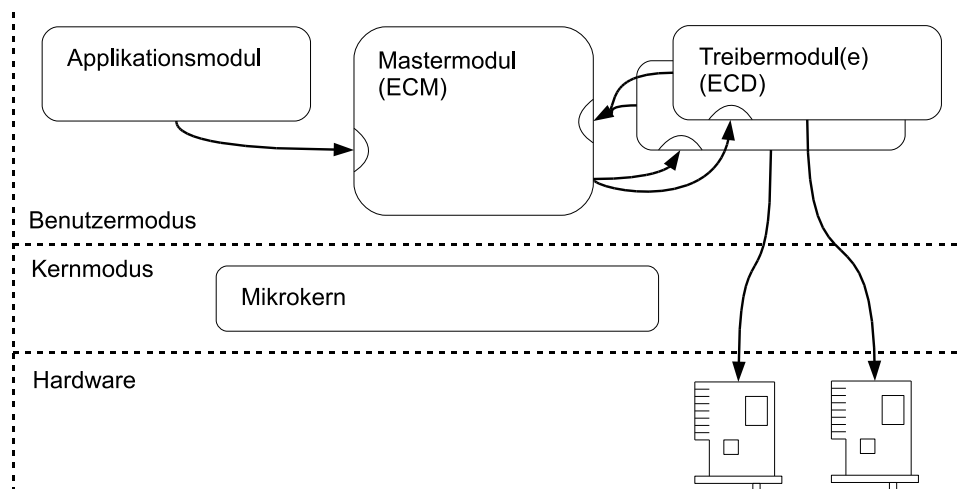 Applikationsmodul
Mastermodul
(ECM)
Treibermodul(e)
(ECD)
Benutzermodus
Kernmodus
Mikrokern
Hardware